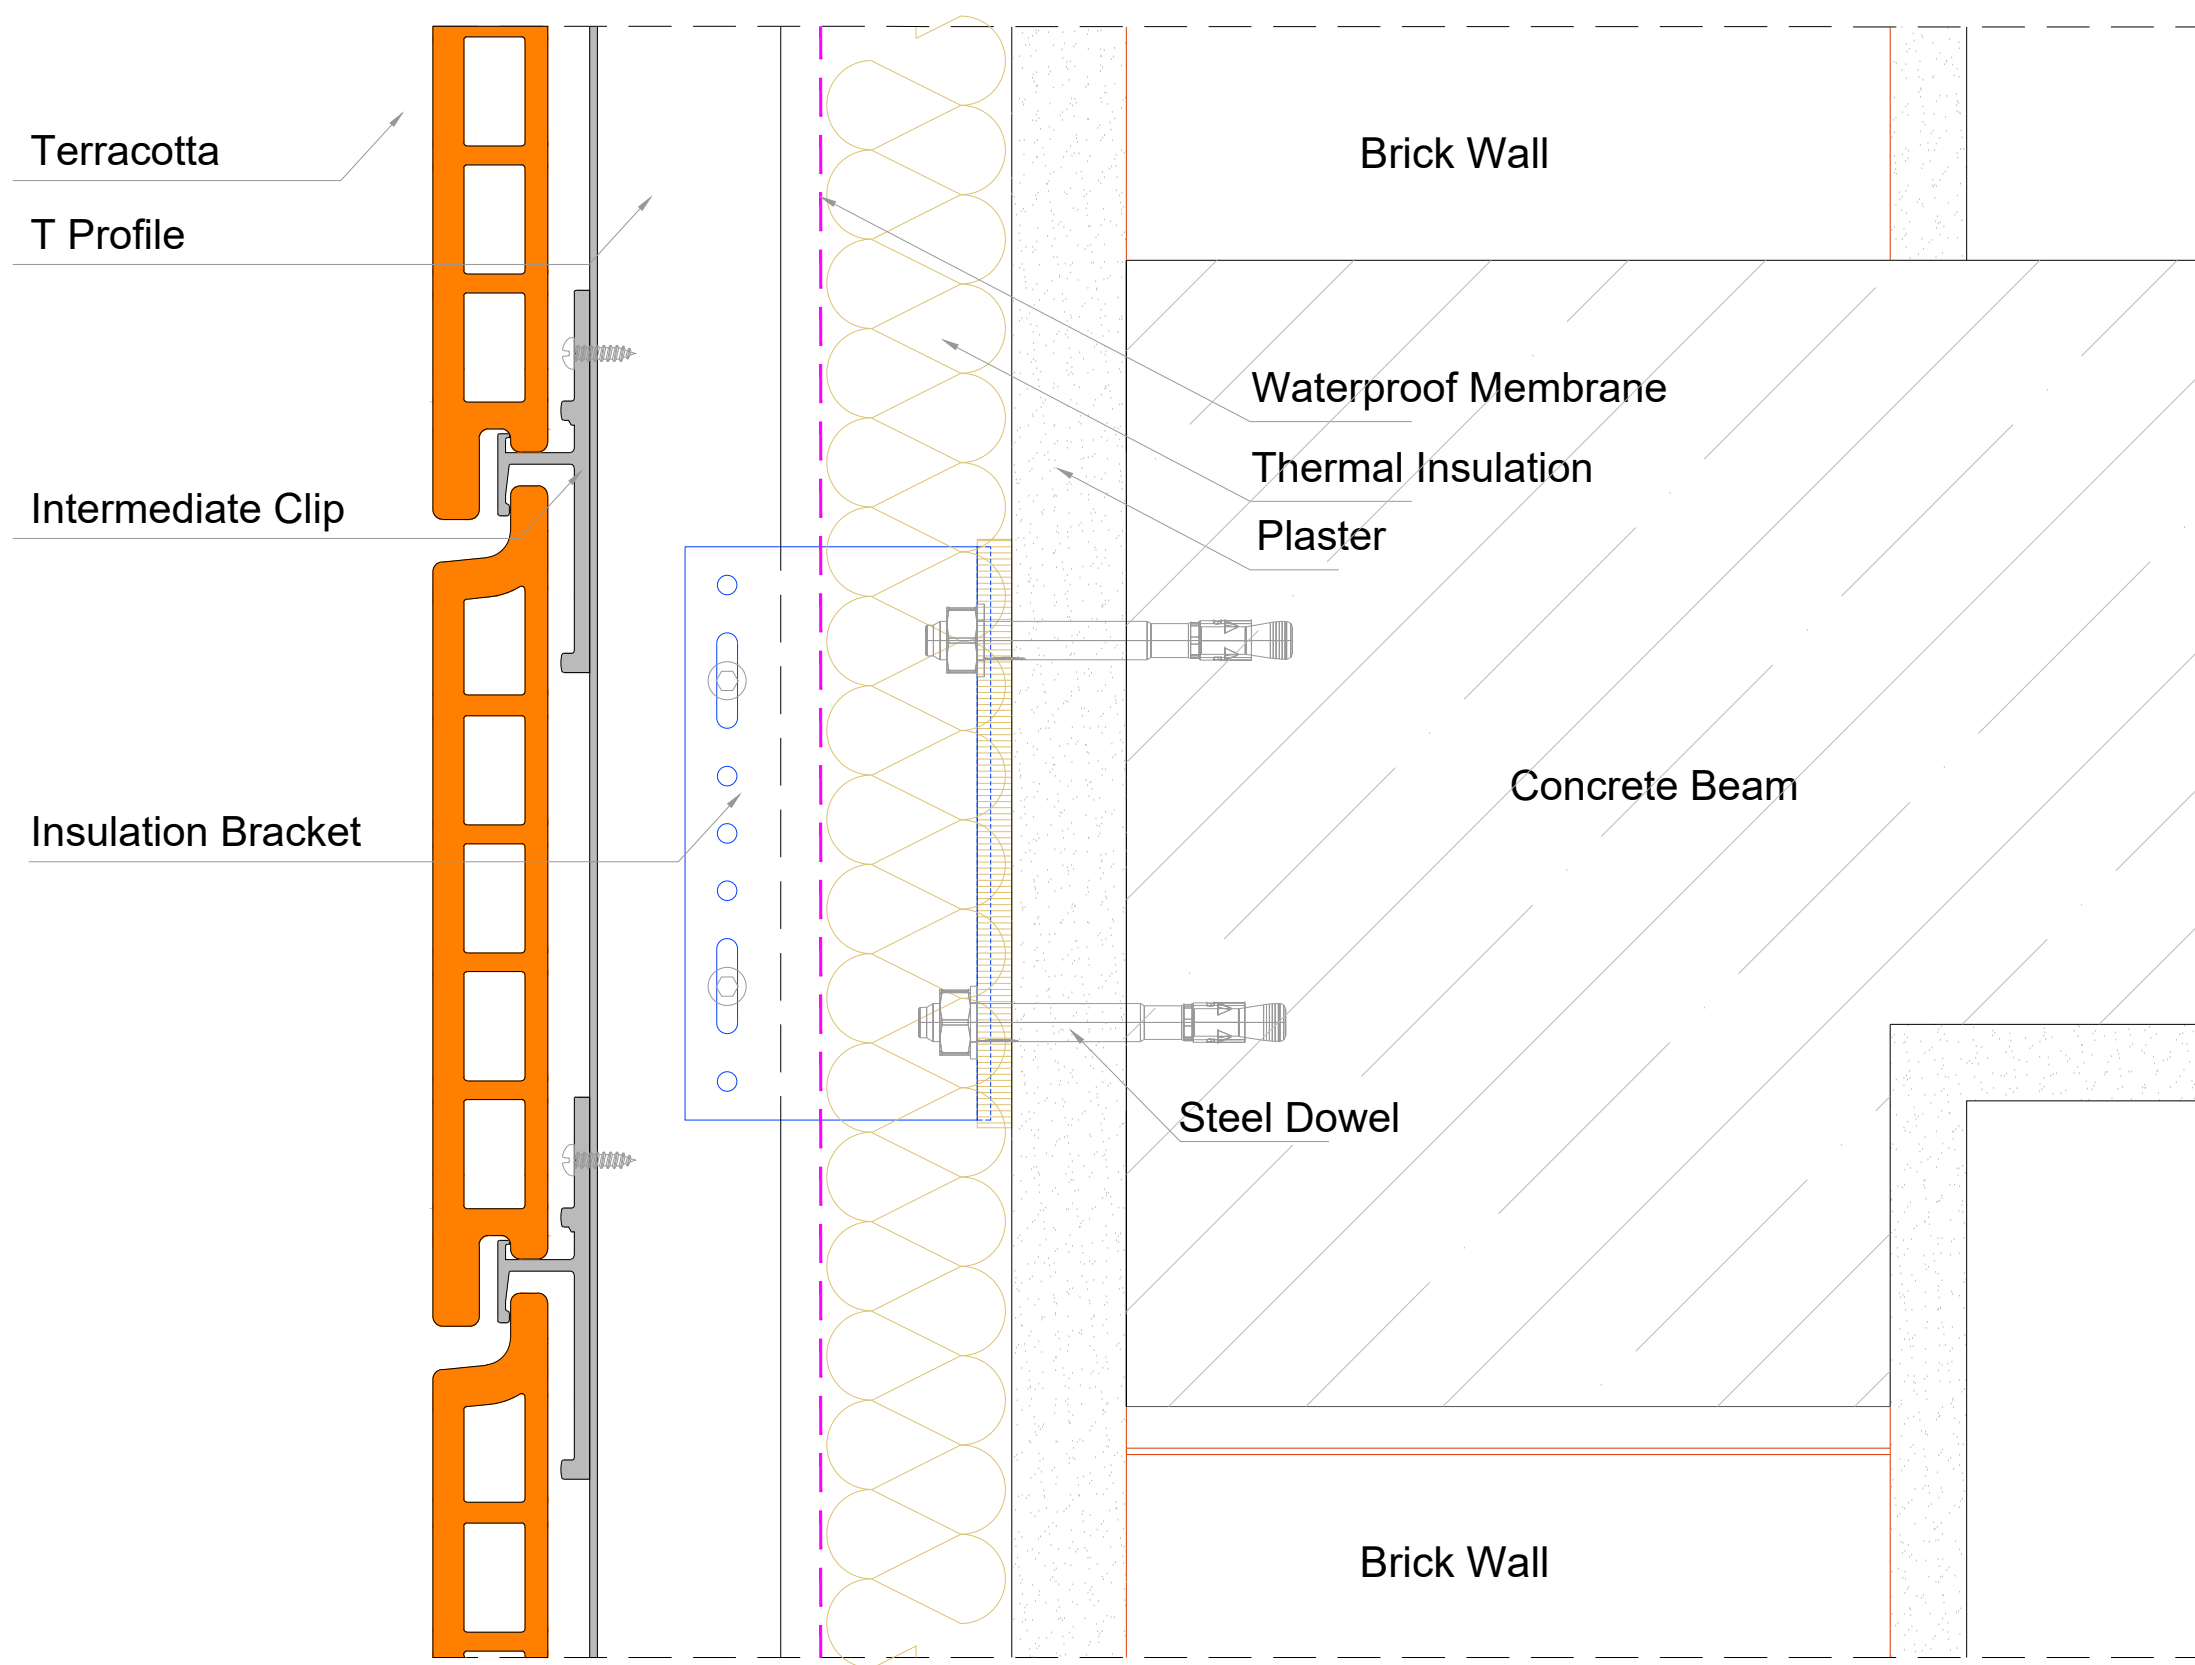 Terracotta
Brick Wall
T Profile
Waterproof Membrane
Thermal Insulation
Intermediate Clip
Plaster
Concrete Beam
Insulation Bracket
Steel Dowel
Brick Wall